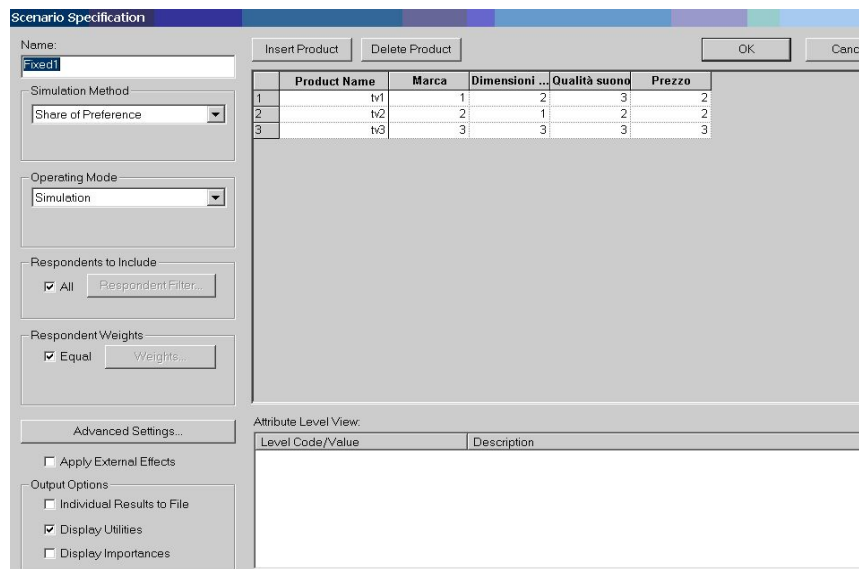 Scenario Specification
Name:
Fixed1
Simulation Method
Share of Preference
Operating Mode
Simulation
Respondents to Include
All
Respondent Filter...
Respondent Weights
Equal
Weights...
Advanced Settings...
Apply External Effects
Output Options
Individual Results to File
Display Utilities
Display Importances
Insert Product Delete Product OK Canc
Product Name Marca Dimensioni ... Qualità suono Prezzo
1 tv1 1 2 3 2
2 tv2 2 1 2 2
3 tv3 3 3 3 3
Attribute Level View:
Level Code/Value Description